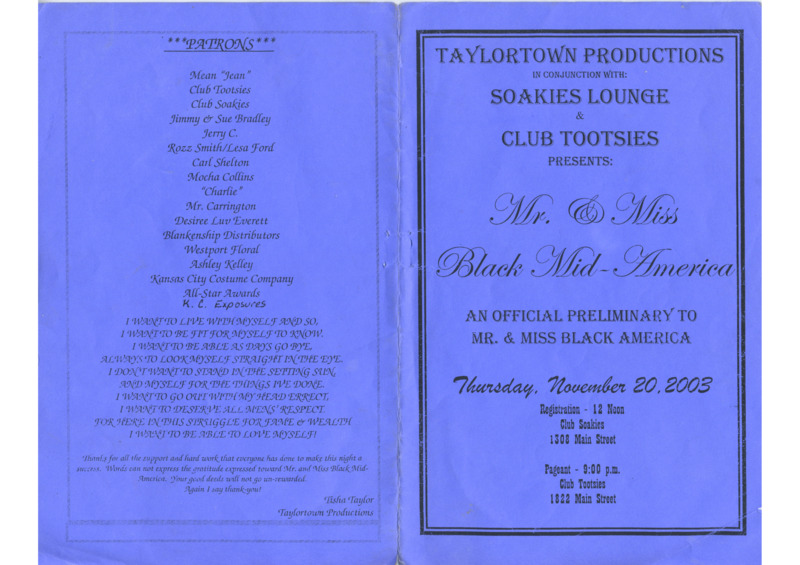 ***PATRONS***
Mean "Jean"
Club Tootsies
Club Soakies
Jimmy & Sue Bradley
Jerry C.
Rozz Smith/Lesa Ford
Carl Shelton
Mocha Collins
"Charlie"
Mr. Carrington
Desiree Luv Everett
Blankenship Distributors
Westport Floral
Ashley Kelley
Kansas City Costume Company
All-Star Awards
K. C. Exposures
I WANT TO LIVE WITH MYSELF AND SO,
I WANT TO BE FIT FOR MYSELF TO KNOW.
I WANT TO BE ABLE AS DAYS GO BYE,
ALWAYS TO LOOK MYSELF STRAIGHT IN THE EYE.
I DON'T WANT TO STAND IN THE SETTING SUN,
AND MYSELF FOR THE THINGS I'VE DONE.
I WANT TO GO OUT WITH MY HEAD ERRECT,
I WANT TO DESERVE ALL MENS' RESPECT.
FOR HERE IN THIS STRUGGLE FOR FAME & WEALTH
I WANT TO BE ABLE TO LOVE MYSELF!
Thanks for all the support and hard work that everyone has done to make this night a
success. Words can not express the gratitude expressed toward Mr. and Miss Black Mid-
America. Your good deeds will not go un-rewarded.
Again I say thank-you!
Tisha Taylor
Taylortown Productions
TAYLORTOWN PRODUCTIONS
IN CONJUNCTION WITH:
SOAKIES LOUNGE
&
CLUB TOOTSIES
PRESENTS:
Mr. & Miss
Black Mid-America
AN OFFICIAL PRELIMINARY TO
MR. & MISS BLACK AMERICA
Thursday, November 20, 2003
Registration - 12 Noon
Club Soakies
1308 Main Street
Pageant - 9:00 p.m.
Club Tootsies
1822 Main Street